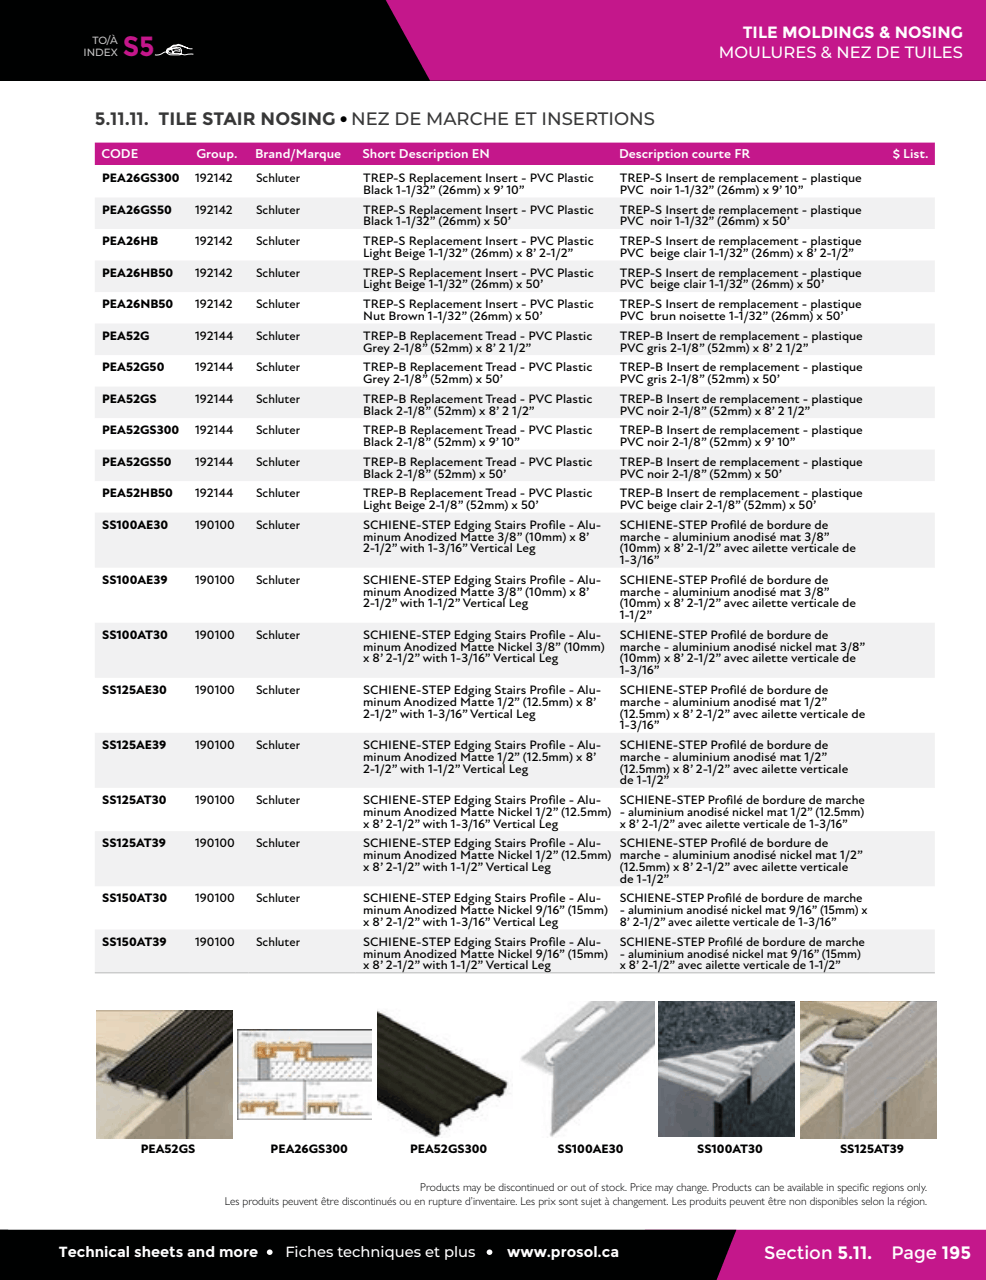 TO/À
INDEX S5
TILE MOLDINGS & NOSING
MOULURES & NEZ DE TUILES
5.11.11. TILE STAIR NOSING • NEZ DE MARCHE ET INSERTIONS
CODE Group. Brand/Marque Short Description EN Description courte FR $ List.
PEA26GS300 192142 Schluter TREP-S Replacement Insert - PVC Plastic TREP-S Insert de remplacement - plastique
Black 1-1/32” (26mm) x 9’ 10” PVC noir 1-1/32” (26mm) x 9’ 10”
PEA26GS50 192142 Schluter TREP-S Replacement Insert - PVC Plastic TREP-S Insert de remplacement - plastique
Black 1-1/32” (26mm) x 50’ PVC noir 1-1/32” (26mm) x 50’
PEA26HB 192142 Schluter TREP-S Replacement Insert - PVC Plastic TREP-S Insert de remplacement - plastique
Light Beige 1-1/32” (26mm) x 8’ 2-1/2” PVC beige clair 1-1/32” (26mm) x 8’ 2-1/2”
PEA26HB50 192142 Schluter TREP-S Replacement Insert - PVC Plastic TREP-S Insert de remplacement - plastique
Light Beige 1-1/32” (26mm) x 50’ PVC beige clair 1-1/32” (26mm) x 50’
PEA26NB50 192142 Schluter TREP-S Replacement Insert - PVC Plastic TREP-S Insert de remplacement - plastique
Nut Brown 1-1/32” (26mm) x 50’ PVC brun noisette 1-1/32” (26mm) x 50’
PEA52G 192144 Schluter TREP-B Replacement Tread - PVC Plastic TREP-B Insert de remplacement - plastique
Grey 2-1/8” (52mm) x 8’ 2 1/2” PVC gris 2-1/8” (52mm) x 8’ 2 1/2”
PEA52G50 192144 Schluter TREP-B Replacement Tread - PVC Plastic TREP-B Insert de remplacement - plastique
Grey 2-1/8” (52mm) x 50’ PVC gris 2-1/8” (52mm) x 50’
PEA52GS 192144 Schluter TREP-B Replacement Tread - PVC Plastic TREP-B Insert de remplacement - plastique
Black 2-1/8” (52mm) x 8’ 2 1/2” PVC noir 2-1/8” (52mm) x 8’ 2 1/2”
PEA52GS300 192144 Schluter TREP-B Replacement Tread - PVC Plastic TREP-B Insert de remplacement - plastique
Black 2-1/8” (52mm) x 9’ 10” PVC noir 2-1/8” (52mm) x 9’ 10”
PEA52GS50 192144 Schluter TREP-B Replacement Tread - PVC Plastic TREP-B Insert de remplacement - plastique
Black 2-1/8” (52mm) x 50’ PVC noir 2-1/8” (52mm) x 50’
PEA52HB50 192144 Schluter TREP-B Replacement Tread - PVC Plastic TREP-B Insert de remplacement - plastique
Light Beige 2-1/8” (52mm) x 50’ PVC beige clair 2-1/8” (52mm) x 50’
SS100AE30 190100 Schluter SCHIENE-STEP Edging Stairs Profile - Alu- SCHIENE-STEP Profilé de bordure de
minum Anodized Matte 3/8” (10mm) x 8’ marche - aluminium anodisé mat 3/8”
2-1/2” with 1-3/16” Vertical Leg (10mm) x 8’ 2-1/2” avec ailette verticale de
1-3/16”
SS100AE39 190100 Schluter SCHIENE-STEP Edging Stairs Profile - Alu- SCHIENE-STEP Profilé de bordure de
minum Anodized Matte 3/8” (10mm) x 8’ marche - aluminium anodisé mat 3/8”
2-1/2” with 1-1/2” Vertical Leg (10mm) x 8’ 2-1/2” avec ailette verticale de
1-1/2”
SS100AT30 190100 Schluter SCHIENE-STEP Edging Stairs Profile - Alu- SCHIENE-STEP Profilé de bordure de
minum Anodized Matte Nickel 3/8” (10mm) marche - aluminium anodisé nickel mat 3/8”
x 8’ 2-1/2” with 1-3/16” Vertical Leg (10mm) x 8’ 2-1/2” avec ailette verticale de
1-3/16”
SS125AE30 190100 Schluter SCHIENE-STEP Edging Stairs Profile - Alu- SCHIENE-STEP Profilé de bordure de
minum Anodized Matte 1/2” (12.5mm) x 8’ marche - aluminium anodisé mat 1/2”
2-1/2” with 1-3/16” Vertical Leg (12.5mm) x 8’ 2-1/2” avec ailette verticale de
1-3/16”
SS125AE39 190100 Schluter SCHIENE-STEP Edging Stairs Profile - Alu- SCHIENE-STEP Profilé de bordure de
minum Anodized Matte 1/2” (12.5mm) x 8’ marche - aluminium anodisé mat 1/2”
2-1/2” with 1-1/2” Vertical Leg (12.5mm) x 8’ 2-1/2” avec ailette verticale
de 1-1/2”
SS125AT30 190100 Schluter SCHIENE-STEP Edging Stairs Profile - Alu- SCHIENE-STEP Profilé de bordure de marche
minum Anodized Matte Nickel 1/2” (12.5mm) - aluminium anodisé nickel mat 1/2” (12.5mm)
x 8’ 2-1/2” with 1-3/16” Vertical Leg x 8’ 2-1/2” avec ailette verticale de 1-3/16”
SS125AT39 190100 Schluter SCHIENE-STEP Edging Stairs Profile - Alu- SCHIENE-STEP Profilé de bordure de
minum Anodized Matte Nickel 1/2” (12.5mm) marche - aluminium anodisé nickel mat 1/2”
x 8’ 2-1/2” with 1-1/2” Vertical Leg (12.5mm) x 8’ 2-1/2” avec ailette verticale
de 1-1/2”
SS150AT30 190100 Schluter SCHIENE-STEP Edging Stairs Profile - Alu- SCHIENE-STEP Profilé de bordure de marche
minum Anodized Matte Nickel 9/16” (15mm) - aluminium anodisé nickel mat 9/16” (15mm) x
x 8’ 2-1/2” with 1-3/16” Vertical Leg 8’ 2-1/2” avec ailette verticale de 1-3/16”
SS150AT39 190100 Schluter SCHIENE-STEP Edging Stairs Profile - Alu- SCHIENE-STEP Profilé de bordure de marche
minum Anodized Matte Nickel 9/16” (15mm) - aluminium anodisé nickel mat 9/16” (15mm)
x 8’ 2-1/2” with 1-1/2” Vertical Leg x 8’ 2-1/2” avec ailette verticale de 1-1/2”
PEA52GS PEA26GS300 PEA52GS300 SS100AE30 SS100AT30 SS125AT39
Products may be discontinued or out of stock. Price may change. Products can be available in specific regions only.
Les produits peuvent être discontinués ou en rupture d’inventaire. Les prix sont sujet à changement. Les produits peuvent être non disponibles selon la région.
Technical sheets and more • Fiches techniques et plus • www.prosol.ca
Section 5.11. Page 195